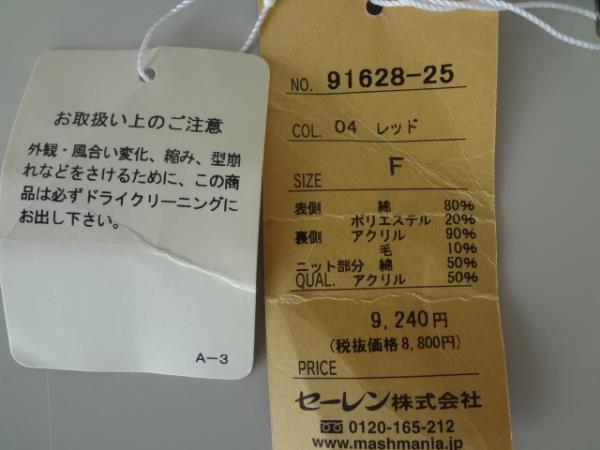 お取扱い上のご注意
外観・風合い変化、縮み、型崩
れなどをさけるために、この商
品は必ずドライクリーニングに
お出し下さい。
A-3
NO. 91628-25
COL. 04 レッド
SIZE F
表側 綿 80%
ポリエステル 20%
裏側 アクリル 90%
毛 10%
ニット部分 綿 50%
QUAL. アクリル 50%
9,240円
(税抜価格8,800円)
PRICE
セーレン株式会社
0120-165-212
www.mashmania.jp